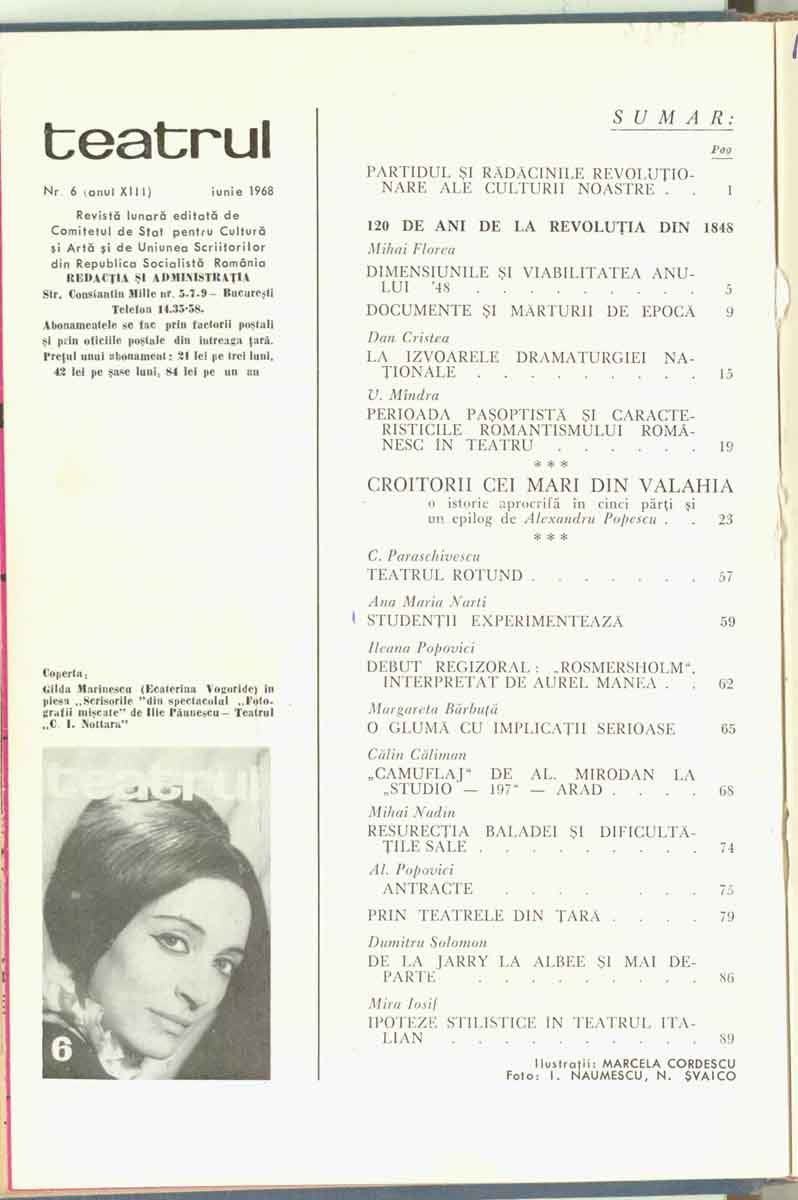 teatrul
Nr. 6 (anul XIII) iunie 1968
Revistă lunară editată de
Comitetul de Stat pentru Cultură
și Artă și de Uniunea Scriitorilor
din Republica Socialistă România
REDACȚIA ȘI ADMINISTRAȚIA
Str. Constantin Mille nr. 5-7-9 — București
Telefon 14.35-58.
Abonamentele se fac prin factorii poștali
și prin oficiile poștale din întreaga țară.
Prețul unui abonament: 21 lei pe trei luni,
42 lei pe șase luni, 84 lei pe un an
Coperta:
Gilda Marinescu (Ecaterina Vogoride) în
piesa „Scrisorile "din spectacolul „Foto-
grafii mișcate" de Ilie Păunescu — Teatrul
„C. I. Nottara"
teatrul
6
SUMAR:
Pag
PARTIDUL ȘI RĂDĂCINILE REVOLUȚIO-
NARE ALE CULTURII NOASTRE . . 1
120 DE ANI DE LA REVOLUȚIA DIN 1848
Mihai Florea
DIMENSIUNILE ȘI VIABILITATEA ANU-
LUI '48 . . . . . . . . . 5
DOCUMENTE ȘI MĂRTURII DE EPOCĂ 9
Dan Cristea
LA IZVOARELE DRAMATURGIEI NA-
ȚIONALE . . . . . . . . . 15
V. Mîndra
PERIOADA PAȘOPTISTĂ ȘI CARACTE-
RISTICILE ROMANTISMULUI ROMÂ-
NESC ÎN TEATRU . . . . . . 19
* * *
CROITORII CEI MARI DIN VALAHIA
o istorie aprocrifă în cinci părți și
un epilog de Alexandru Popescu . . 23
* * *
C. Paraschivescu
TEATRUL ROTUND . . . . . . . 57
Ana Maria Narti
STUDENȚII EXPERIMENTEAZĂ 59
Ileana Popovici
DEBUT REGIZORAL: „ROSMERSHOLM“,
INTERPRETAT DE AUREL MANEA . . 62
Margareta Bărbuță
O GLUMĂ CU IMPLICAȚII SERIOASE 65
Călin Căliman
„CAMUFLAJ“ DE AL. MIRODAN LA
„STUDIO — 197“ — ARAD . . . . 68
Mihai Nadin
RESURECȚIA BALADEI ȘI DIFICULTĂ-
ȚILE SALE . . . . . . . . . 74
Al. Popovici
ANTRACTE . . . . . . 75
PRIN TEATRELE DIN ȚARĂ . . . . 79
Dumitru Solomon
DE LA JARRY LA ALBEE ȘI MAI DE-
PARTE . . . . . . . . 86
Mira Iosif
IPOTEZE STILISTICE ÎN TEATRUL ITA-
LIAN . . . . . . . . . . 89
Ilustrații: MARCELA CORDESCU
Foto: I. NAUMESCU, N. ȘVAICO